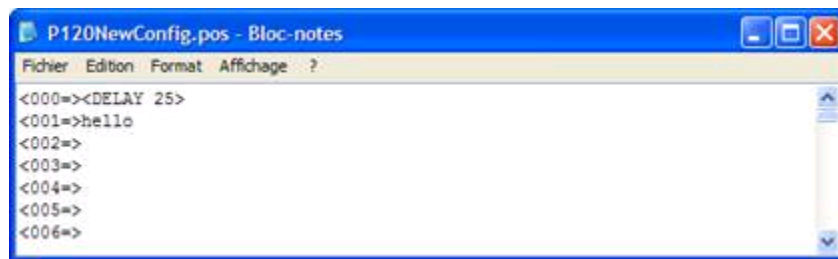 P120NewConfig.pos - Bloc-notes
Fichier Edition Format Affichage ?
<000=><DELAY 25>
<001=>hello
<002=>
<003=>
<004=>
<005=>
<006=>